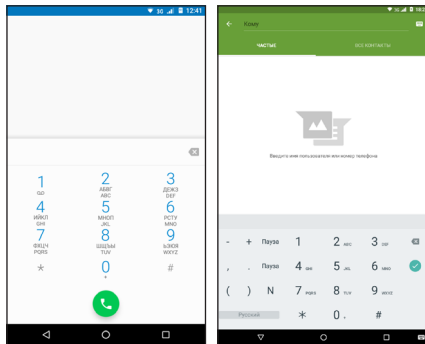 3G 12:41
1 2 3
АБВГ ДЕЖЗ
ABC DEF
4 5 6
ИЙКЛ МНОП РСТУ
GHI JKL MNO
7 8 9
ФХЦЧ ШЩЪЫ ЬЭЮЯ
PQRS TUV WXYZ
* 0 #
+
3G
Кому
ЧАСТЫЕ ВСЕ КОНТАКТЫ
Введите имя пользователя или номер телефона
- + Пауза 1 2 ABC 3 DEF
, . Пауза 4 GHI 5 JKL 6 MNO
( ) N 7 PQRS 8 TUV 9 WXYZ
Русский * 0 . #